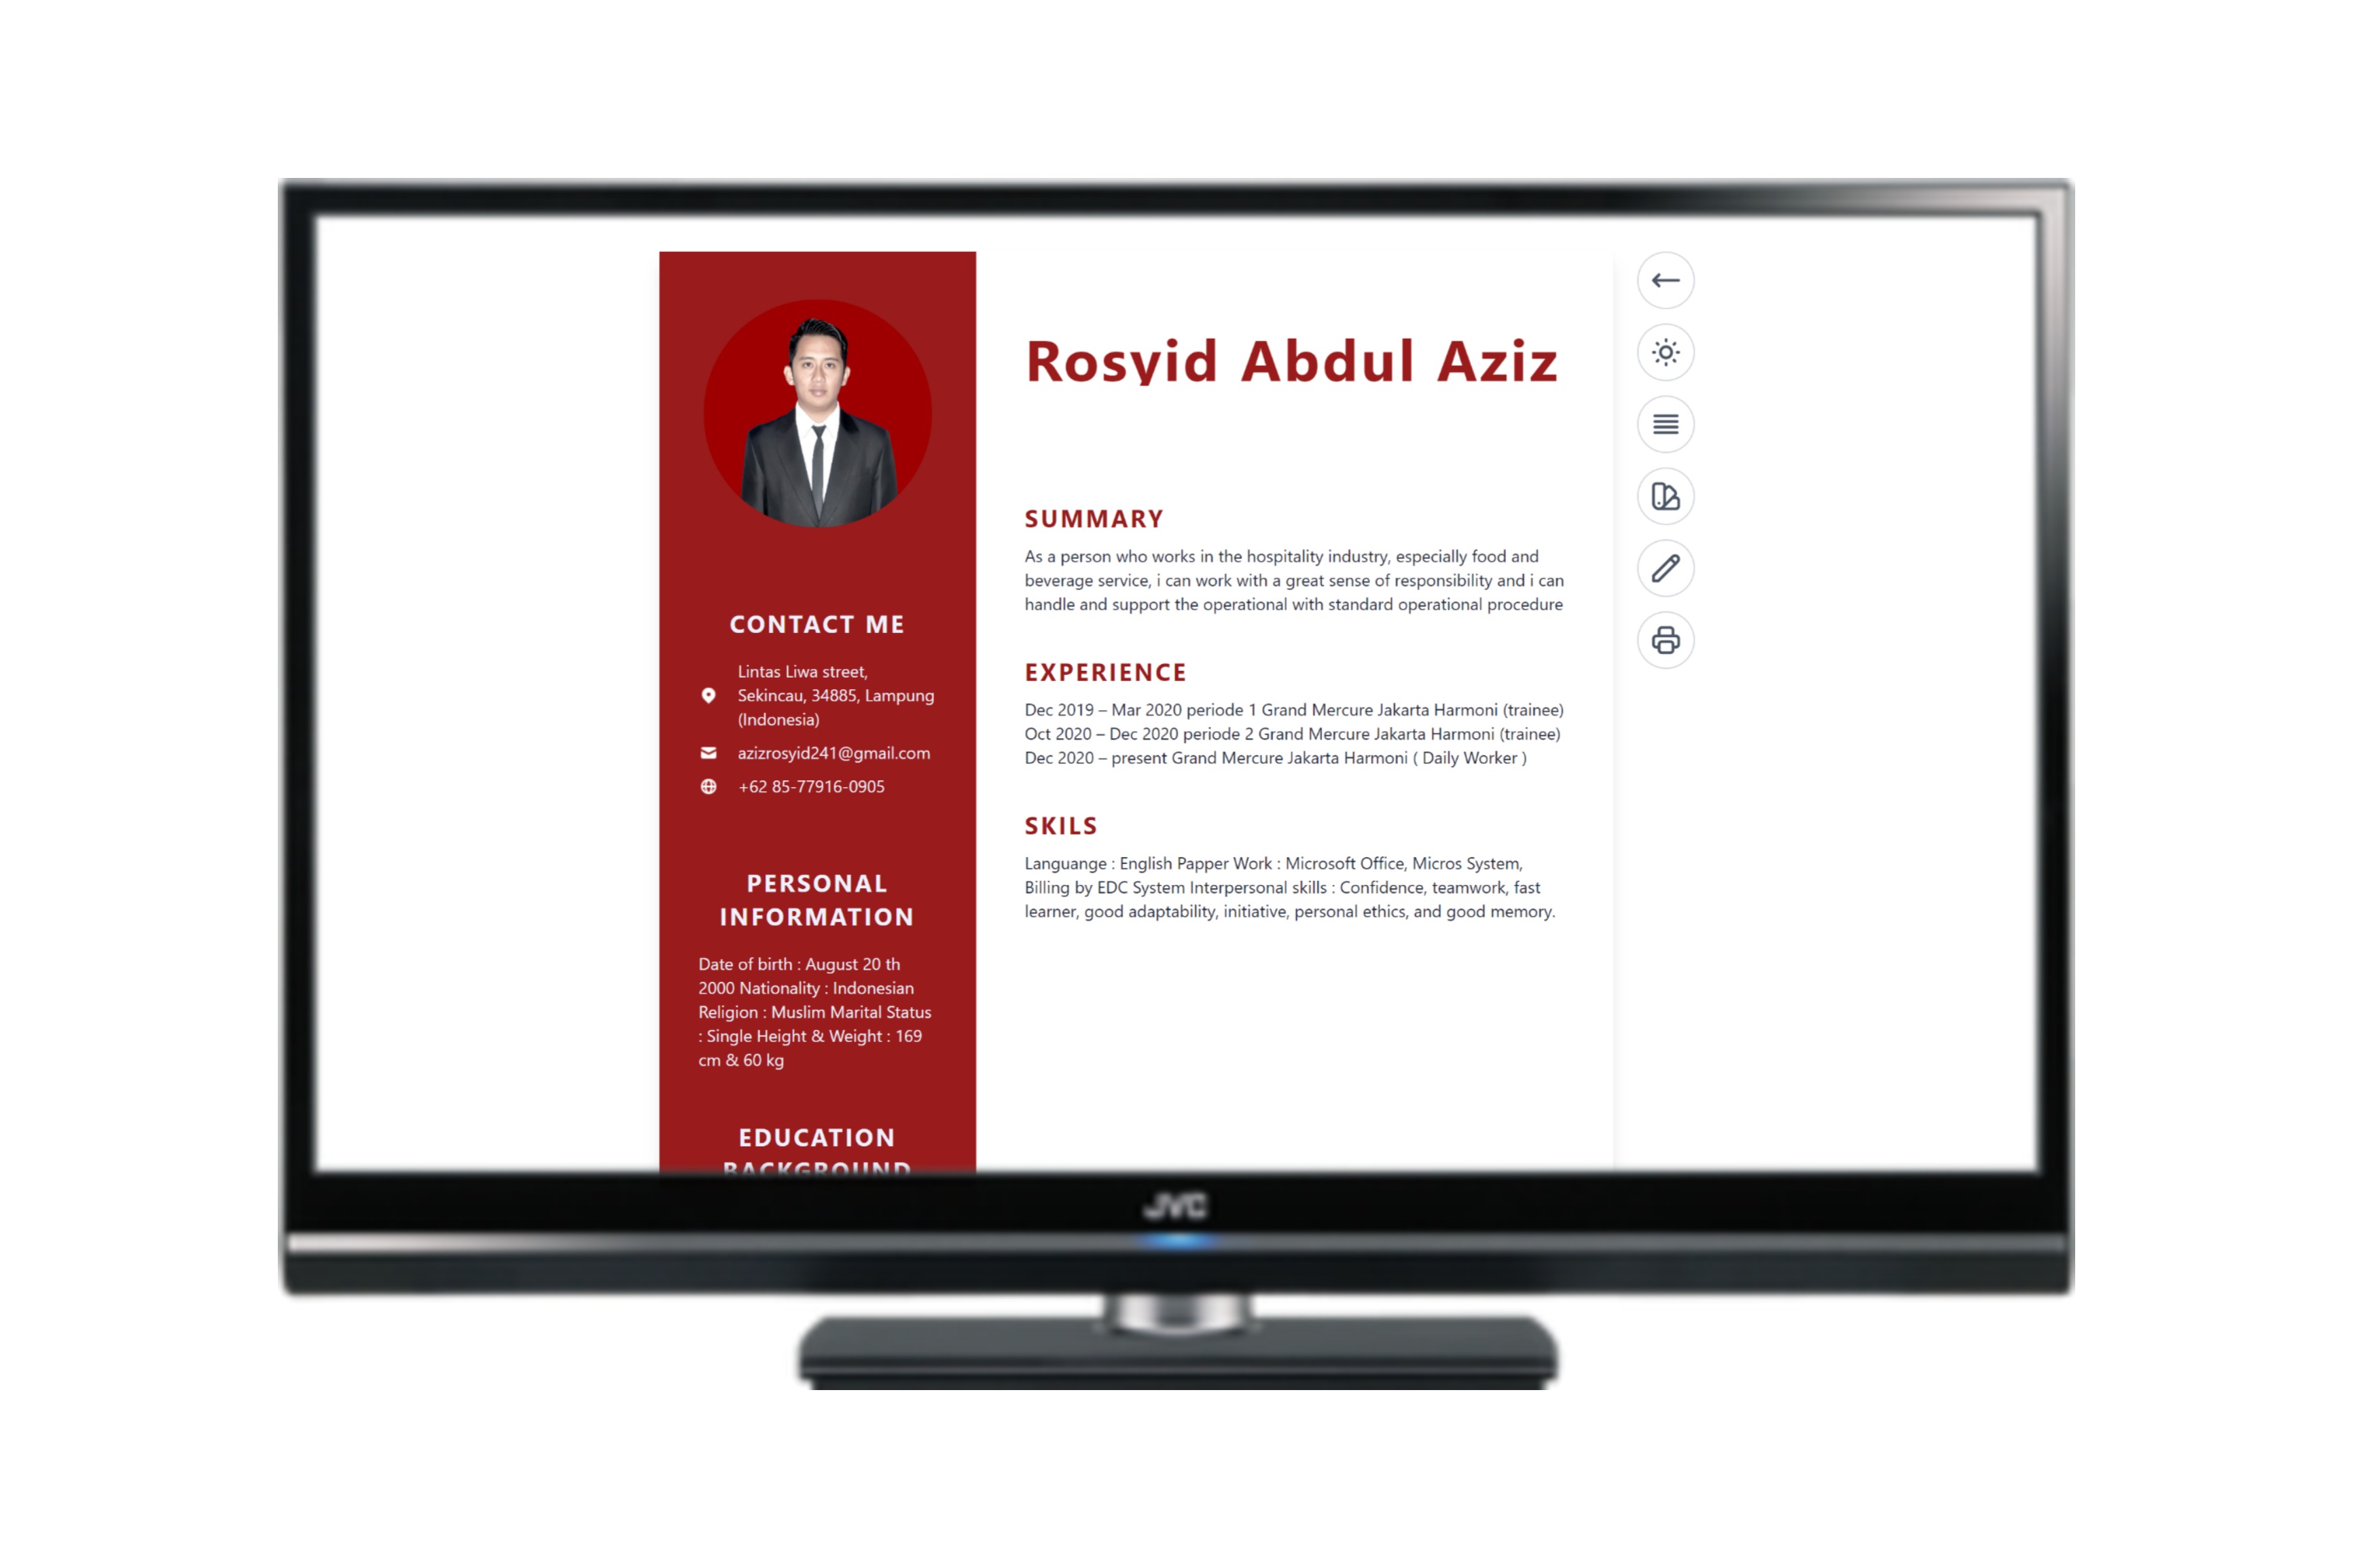 CONTACT ME
Lintas Liwa street,
Sekincau, 34885, Lampung
(Indonesia)
azizrosyid241@gmail.com
+62 85-77916-0905
PERSONAL
INFORMATION
Date of birth : August 20 th
2000 Nationality : Indonesian
Religion : Muslim Marital Status
: Single Height & Weight : 169
cm & 60 kg
EDUCATION
BACKGROUND
Rosyid Abdul Aziz
SUMMARY
As a person who works in the hospitality industry, especially food and
beverage service, i can work with a great sense of responsibility and i can
handle and support the operational with standard operational procedure
EXPERIENCE
Dec 2019 – Mar 2020 periode 1 Grand Mercure Jakarta Harmoni (trainee)
Oct 2020 – Dec 2020 periode 2 Grand Mercure Jakarta Harmoni (trainee)
Dec 2020 – present Grand Mercure Jakarta Harmoni ( Daily Worker )
SKILS
Languange : English Papper Work : Microsoft Office, Micros System,
Billing by EDC System Interpersonal skills : Confidence, teamwork, fast
learner, good adaptability, initiative, personal ethics, and good memory.
JVC